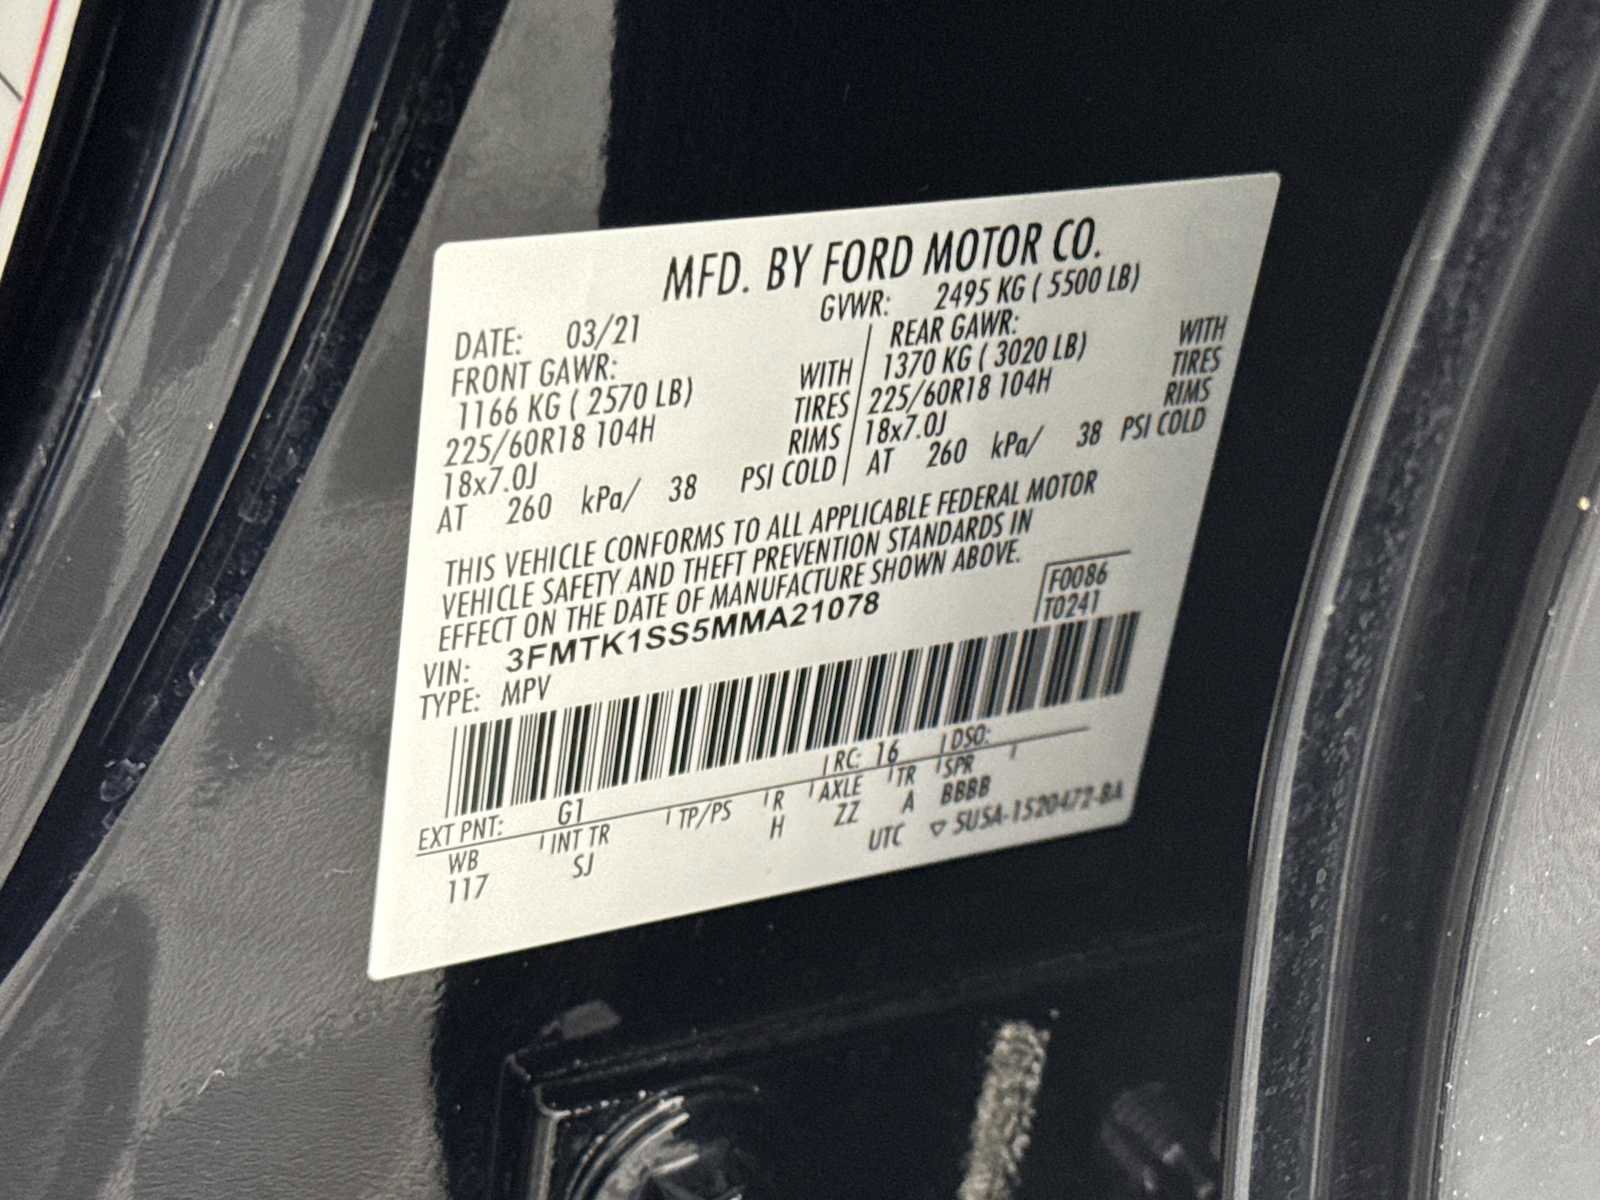 MFD. BY FORD MOTOR CO.
DATE: 03/21 GVWR: 2495 KG ( 5500 LB)
FRONT GAWR: REAR GAWR:
1166 KG ( 2570 LB) WITH 1370 KG ( 3020 LB) WITH
225/60R18 104H TIRES 225/60R18 104H TIRES
18x7.0J RIMS 18x7.0J RIMS
AT 260 kPa/ 38 PSI COLD AT 260 kPa/ 38 PSI COLD
THIS VEHICLE CONFORMS TO ALL APPLICABLE FEDERAL MOTOR
VEHICLE SAFETY AND THEFT PREVENTION STANDARDS IN
EFFECT ON THE DATE OF MANUFACTURE SHOWN ABOVE.
F0086
T0241
VIN: 3FMTK1SS5MMA21078
TYPE: MPV
EXT PNT: G1 RC: 16 DSO:
WB INT TR TP/PS R AXLE TR SPR
117 SJ H ZZ A BBBB
UTC ▽ 5USA-1520472-BA